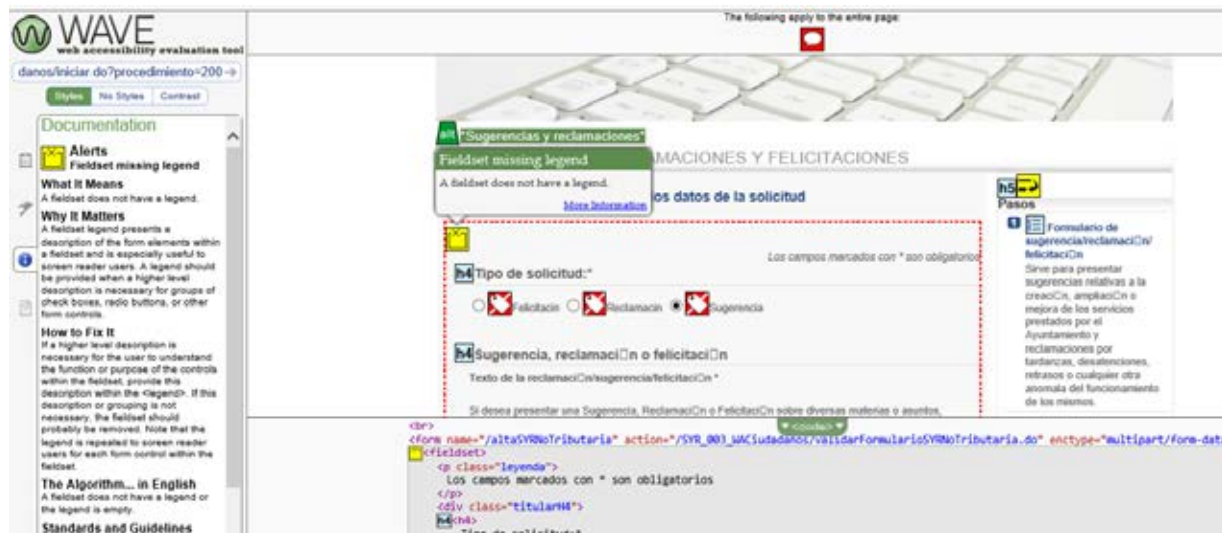 WAVE
web accessibility evaluation tool
danos/iniciar do?procedimiento=200
Styles No Styles Contrast
Documentation
Alerts
Fieldset missing legend
What It Means
A fieldset does not have a legend.
Why It Matters
A fieldset legend presents a
description of the form elements within
a fieldset and is especially useful to
screen reader users. A legend should
be provided when a higher level
description is necessary for groups of
check boxes, radio buttons, or other
form controls.
How to Fix It
If a higher level description is
necessary for the user to understand
the function or purpose of the controls
within the fieldset, provide this
description within the <legend>. If this
description or grouping is not
necessary, the fieldset should
probably be removed. Note that the
legend is repeated to screen reader
users for each form control within the
fieldset.
The Algorithm... in English
A fieldset does not have a legend or
the legend is empty.
Standards and Guidelines
The following apply to the entire page:
alt *"Sugerencias y reclamaciones"
Fieldset missing legend
A fieldset does not have a legend.
More Information
MACIONES Y FELICITACIONES
os datos de la solicitud
Los campos marcados con * son obligatorios
h4 Tipo de solicitud:*
Felicitacin Reclamacin Sugerencia
h4 Sugerencia, reclamaci□n o felicitaci□n
Texto de la reclamaci□n/sugerencia/felicitaci□n *
Si desea presentar una Sugerencia, Reclamaci□n o Felicitaci□n sobre diversas materias o asuntos,
h5
Pasos
1 Formulario de
sugerencia/reclamaci□n/
felicitaci□n
Sirve para presentar
sugerencias relativas a la
creaci□n, ampliaci□n o
mejora de los servicios
prestados por el
Ayuntamiento y
reclamaciones por
tardanzas, desatenciones,
retrasos o cualquier otra
anomala del funcionamiento
de los mismos.
<code>
<br>
<form name="/altaSYRNoTributaria" action="/SYR_003_WACiudadanos/validarFormularioSYRNoTributaria.do" enctype="multipart/form-dat
<fieldset>
<p class="leyenda">
Los campos marcados con * son obligatorios
</p>
<div class="titularH4">
h4 <h4>
Tipo de solicitud:*